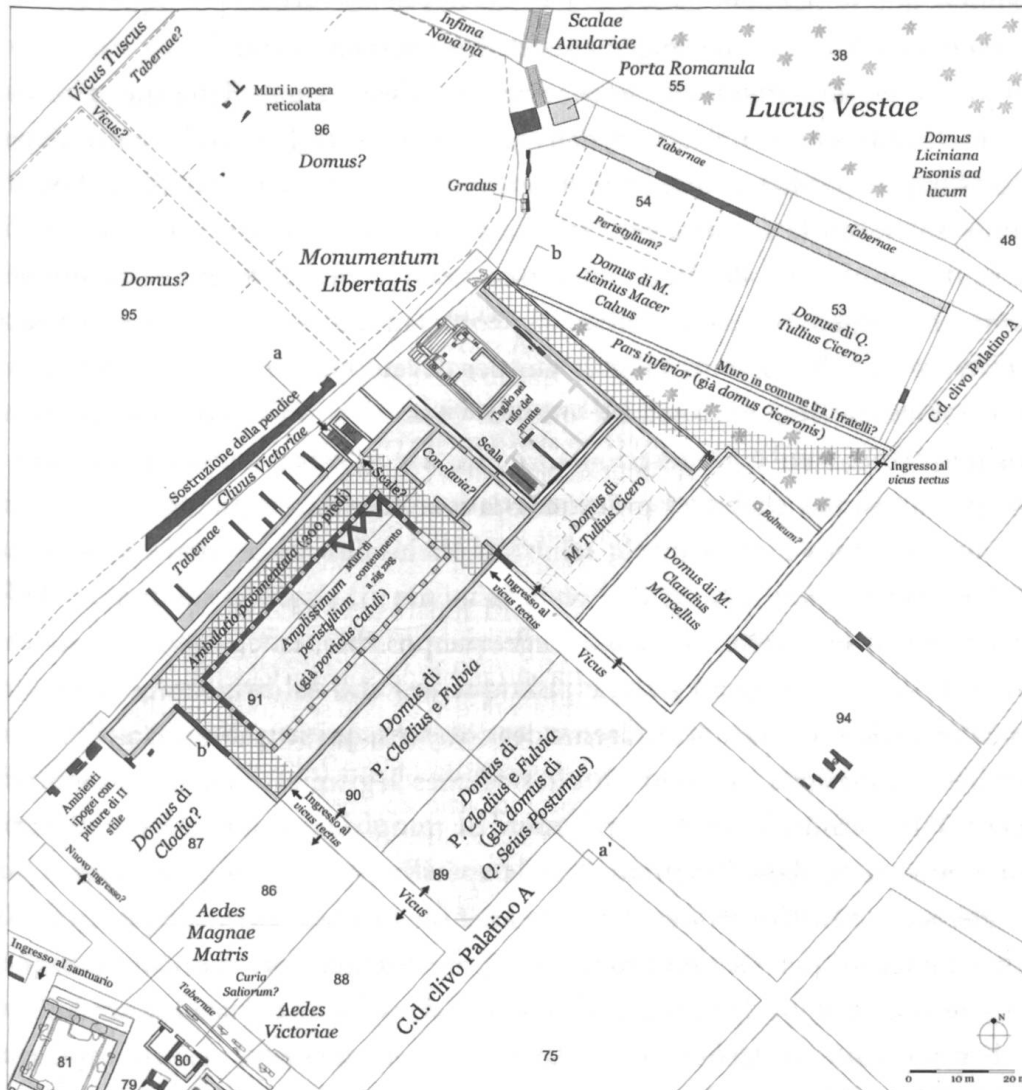 Scalae
Anulariae
Infima
Nova via
Vicus Tuscus
Tabernae?
Vicus?
Muri in opera
reticolata
96
Domus?
Porta Romanula
55
38
Lucus Vestae
Domus
Liciniana
Pisonis ad
lucum
48
Tabernae
Tabernae
Gradus
54
Peristylium?
Domus di M.
Licinius Macer
Calvus
b
53
Domus di Q.
Tullius Cicero?
C.d. clivo Palatino A
Monumentum
Libertatis
Domus?
95
a
Muro in comune tra i fratelli?
Pars inferior (già domus Ciceronis)
Ingresso al
vicus tectus
Taglio nel
tufo del
monte
Scala
Sostruzione della pendice
Clivus Victoriae
Tabernae
Scale?
Conclavia?
Domus di
M. Tullius Cicero
Balneum?
Domus di M.
Claudius
Marcellus
Ambulatio pavimentata (300 piedi)
Amplissimum
peristylium
(già porticus Catuli)
Muri di
contenimento
a zig zag
Ingresso al
vicus tectus
Vicus
91
Domus di
P. Clodius e Fulvia
94
b'
Ambienti
ipogei con
pitture di II
stile
Domus di
Clodia?
87
90
Ingresso al
vicus tectus
Domus di
P. Clodius e Fulvia
(già domus di
Q. Seius Postumus)
a'
Nuovo ingresso?
89
Vicus
86
Aedes
Magnae
Matris
C.d. clivo Palatino A
Ingresso al santuario
Tabernae
Curia
Saliorum?
88
Aedes
Victoriae
81
80
79
75
N
0 10 m 20 m